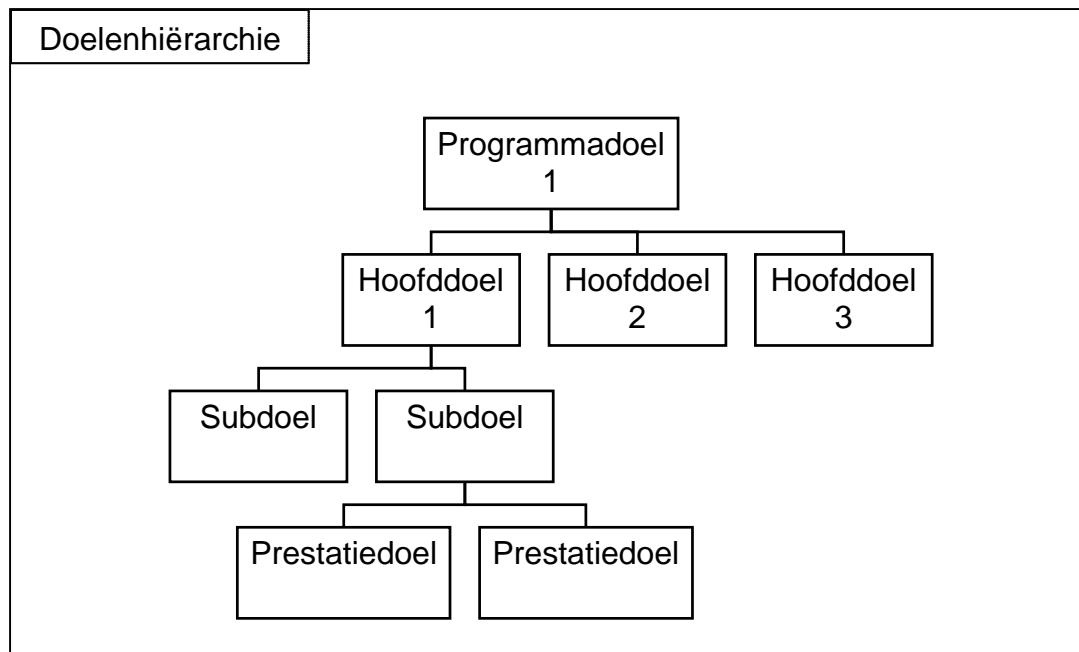 Doelenhiërarchie
Programmadoel
1
Hoofddoel
1
Hoofddoel
2
Hoofddoel
3
Subdoel
Subdoel
Prestatiedoel
Prestatiedoel